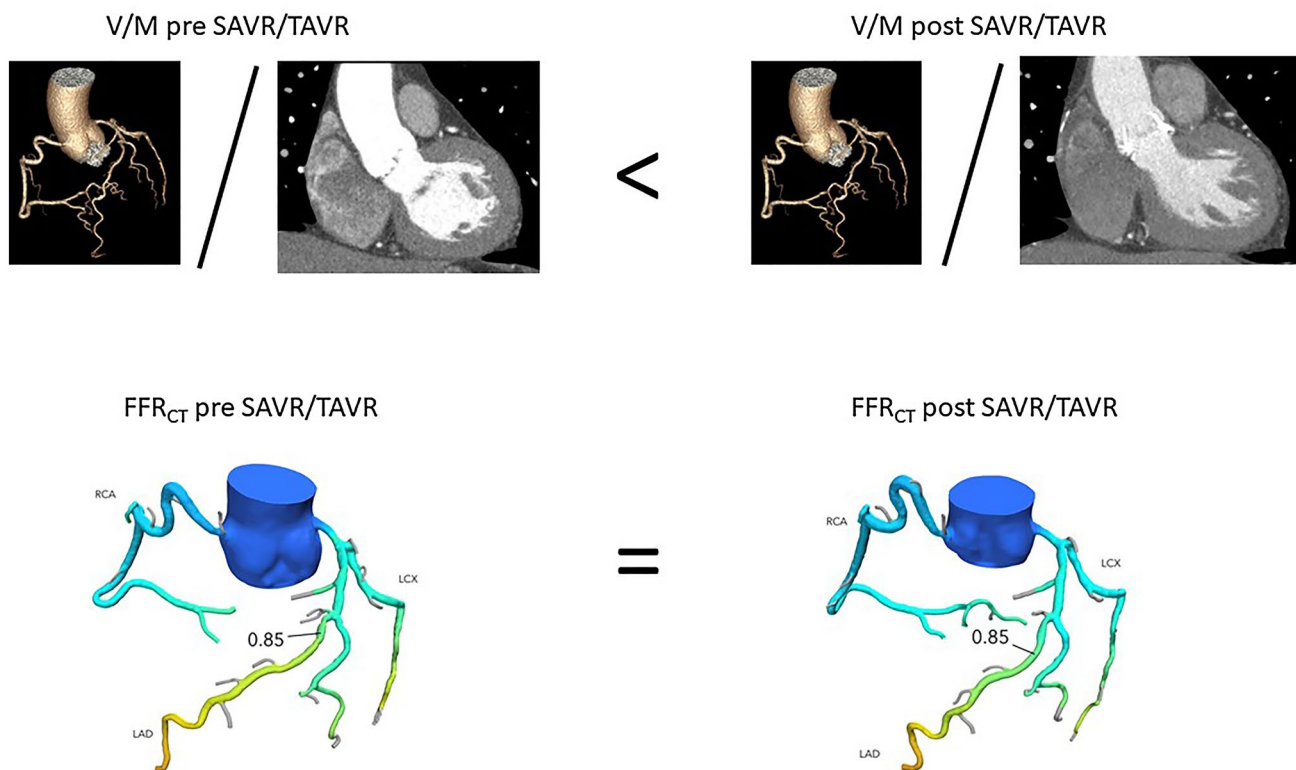 V/M pre SAVR/TAVR
V/M post SAVR/TAVR
/
<
/
FFRCT pre SAVR/TAVR
FFRCT post SAVR/TAVR
RCA
LCX
0.85
LAD
=
RCA
LCX
0.85
LAD